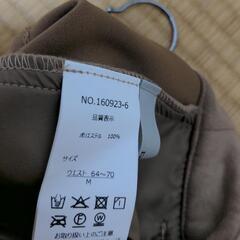 NO.160923-6
品質表示
ポリエステル 100%
サイズ
ウエスト 64〜70
M
お取り扱い上のご注意